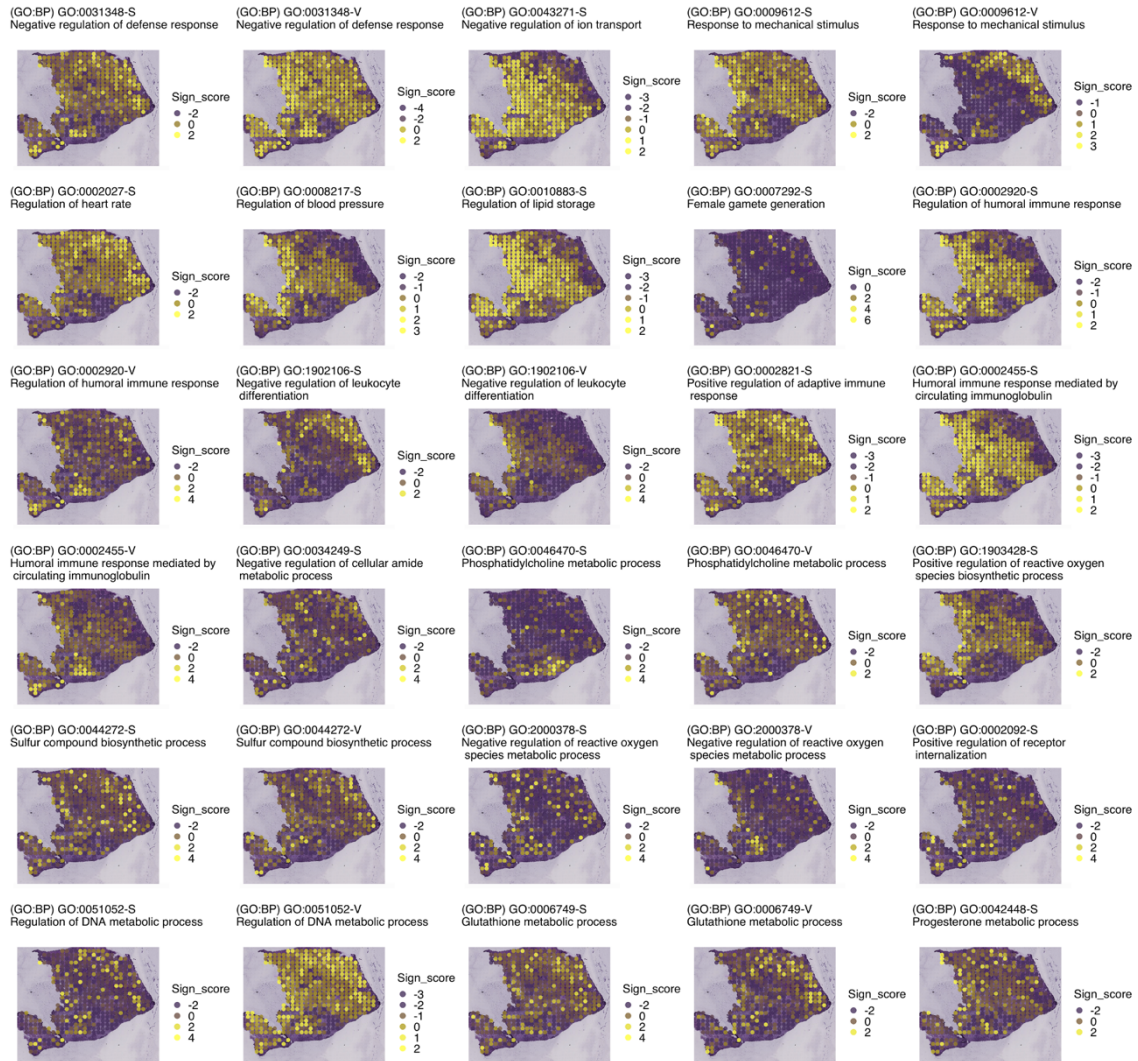 (GO:BP) GO:0031348-S
Negative regulation of defense response
Sign_score
-2
0
2
(GO:BP) GO:0031348-V
Negative regulation of defense response
Sign_score
-4
-2
0
2
(GO:BP) GO:0043271-S
Negative regulation of ion transport
Sign_score
-3
-2
-1
0
1
2
(GO:BP) GO:0009612-S
Response to mechanical stimulus
Sign_score
-2
0
2
(GO:BP) GO:0009612-V
Response to mechanical stimulus
Sign_score
-1
0
1
2
3
(GO:BP) GO:0002027-S
Regulation of heart rate
Sign_score
-2
0
2
(GO:BP) GO:0008217-S
Regulation of blood pressure
Sign_score
-2
-1
0
1
2
3
(GO:BP) GO:0010883-S
Regulation of lipid storage
Sign_score
-3
-2
-1
0
1
2
(GO:BP) GO:0007292-S
Female gamete generation
Sign_score
0
2
4
6
(GO:BP) GO:0002920-S
Regulation of humoral immune response
Sign_score
-2
-1
0
1
2
(GO:BP) GO:0002920-V
Regulation of humoral immune response
Sign_score
-2
0
2
4
(GO:BP) GO:1902106-S
Negative regulation of leukocyte
differentiation
Sign_score
-2
0
2
(GO:BP) GO:1902106-V
Negative regulation of leukocyte
differentiation
Sign_score
-2
0
2
4
(GO:BP) GO:0002821-S
Positive regulation of adaptive immune
response
Sign_score
-3
-2
-1
0
1
2
(GO:BP) GO:0002455-S
Humoral immune response mediated by
circulating immunoglobulin
Sign_score
-3
-2
-1
0
1
2
(GO:BP) GO:0002455-V
Humoral immune response mediated by
circulating immunoglobulin
Sign_score
-2
0
2
4
(GO:BP) GO:0034249-S
Negative regulation of cellular amide
metabolic process
Sign_score
-2
0
2
4
(GO:BP) GO:0046470-S
Phosphatidylcholine metabolic process
Sign_score
-2
0
2
4
(GO:BP) GO:0046470-V
Phosphatidylcholine metabolic process
Sign_score
-2
0
2
(GO:BP) GO:1903428-S
Positive regulation of reactive oxygen
species biosynthetic process
Sign_score
-2
0
2
(GO:BP) GO:0044272-S
Sulfur compound biosynthetic process
Sign_score
-2
0
2
4
(GO:BP) GO:0044272-V
Sulfur compound biosynthetic process
Sign_score
-2
0
2
4
(GO:BP) GO:2000378-S
Negative regulation of reactive oxygen
species metabolic process
Sign_score
-2
0
2
4
(GO:BP) GO:2000378-V
Negative regulation of reactive oxygen
species metabolic process
Sign_score
-2
0
2
4
(GO:BP) GO:0002092-S
Positive regulation of receptor
internalization
Sign_score
-2
0
2
4
(GO:BP) GO:0051052-S
Regulation of DNA metabolic process
Sign_score
-2
0
2
4
(GO:BP) GO:0051052-V
Regulation of DNA metabolic process
Sign_score
-3
-2
-1
0
1
2
(GO:BP) GO:0006749-S
Glutathione metabolic process
Sign_score
-2
0
2
4
(GO:BP) GO:0006749-V
Glutathione metabolic process
Sign_score
-2
0
2
(GO:BP) GO:0042448-S
Progesterone metabolic process
Sign_score
-2
0
2